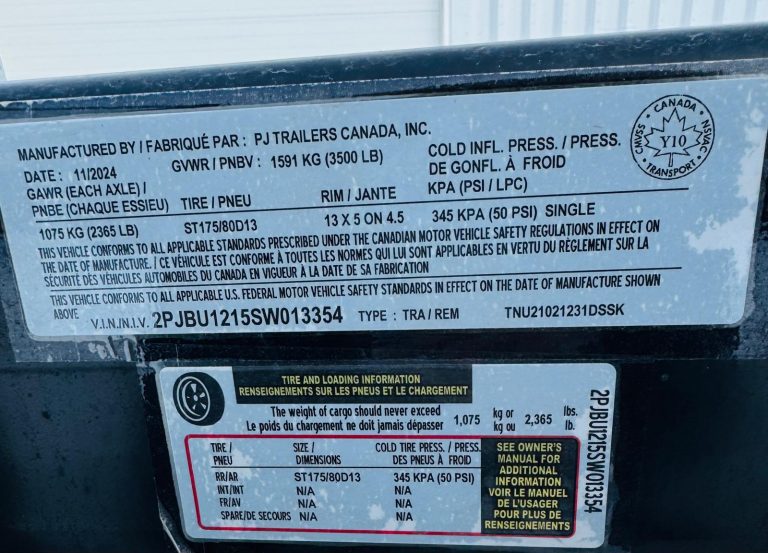 MANUFACTURED BY / FABRIQUÉ PAR : PJ TRAILERS CANADA, INC.
DATE : 11/2024 GVWR / PNBV : 1591 KG (3500 LB) COLD INFL. PRESS. / PRESS.
GAWR (EACH AXLE) / DE GONFL. À FROID
PNBE (CHAQUE ESSIEU) TIRE / PNEU RIM / JANTE KPA (PSI / LPC)
1075 KG (2365 LB) ST175/80D13 13 X 5 ON 4.5 345 KPA (50 PSI) SINGLE
THIS VEHICLE CONFORMS TO ALL APPLICABLE STANDARDS PRESCRIBED UNDER THE CANADIAN MOTOR VEHICLE SAFETY REGULATIONS IN EFFECT ON
THE DATE OF MANUFACTURE. / CE VÉHICULE EST CONFORME À TOUTES LES NORMES QUI LUI SONT APPLICABLES EN VERTU DU RÈGLEMENT SUR LA
SÉCURITÉ DES VÉHICULES AUTOMOBILES DU CANADA EN VIGUEUR À LA DATE DE SA FABRICATION
THIS VEHICLE CONFORMS TO ALL APPLICABLE U.S. FEDERAL MOTOR VEHICLE SAFETY STANDARDS IN EFFECT ON THE DATE OF MANUFACTURE SHOWN
ABOVE
V.I.N./N.I.V. 2PJBU1215SW013354 TYPE : TRA / REM TNU21021231DSSK
CANADA
CMVSS Y10 NSVAC
TRANSPORT
TIRE AND LOADING INFORMATION
RENSEIGNEMENTS SUR LES PNEUS ET LE CHARGEMENT
The weight of cargo should never exceed 1,075 kg or 2,365 lbs.
Le poids du chargement ne doit jamais dépasser kg ou lb.
TIRE / SIZE / COLD TIRE PRESS. / PRESS.
PNEU DIMENSIONS DES PNEUS À FROID
RR/AR ST175/80D13 345 KPA (50 PSI)
INT/INT N/A N/A
FR/AV N/A N/A
SPARE/DE SECOURS N/A N/A
SEE OWNER'S
MANUAL FOR
ADDITIONAL
INFORMATION
VOIR LE MANUEL
DE L'USAGER
POUR PLUS DE
RENSEIGNEMENTS
2PJBU1215SW013354